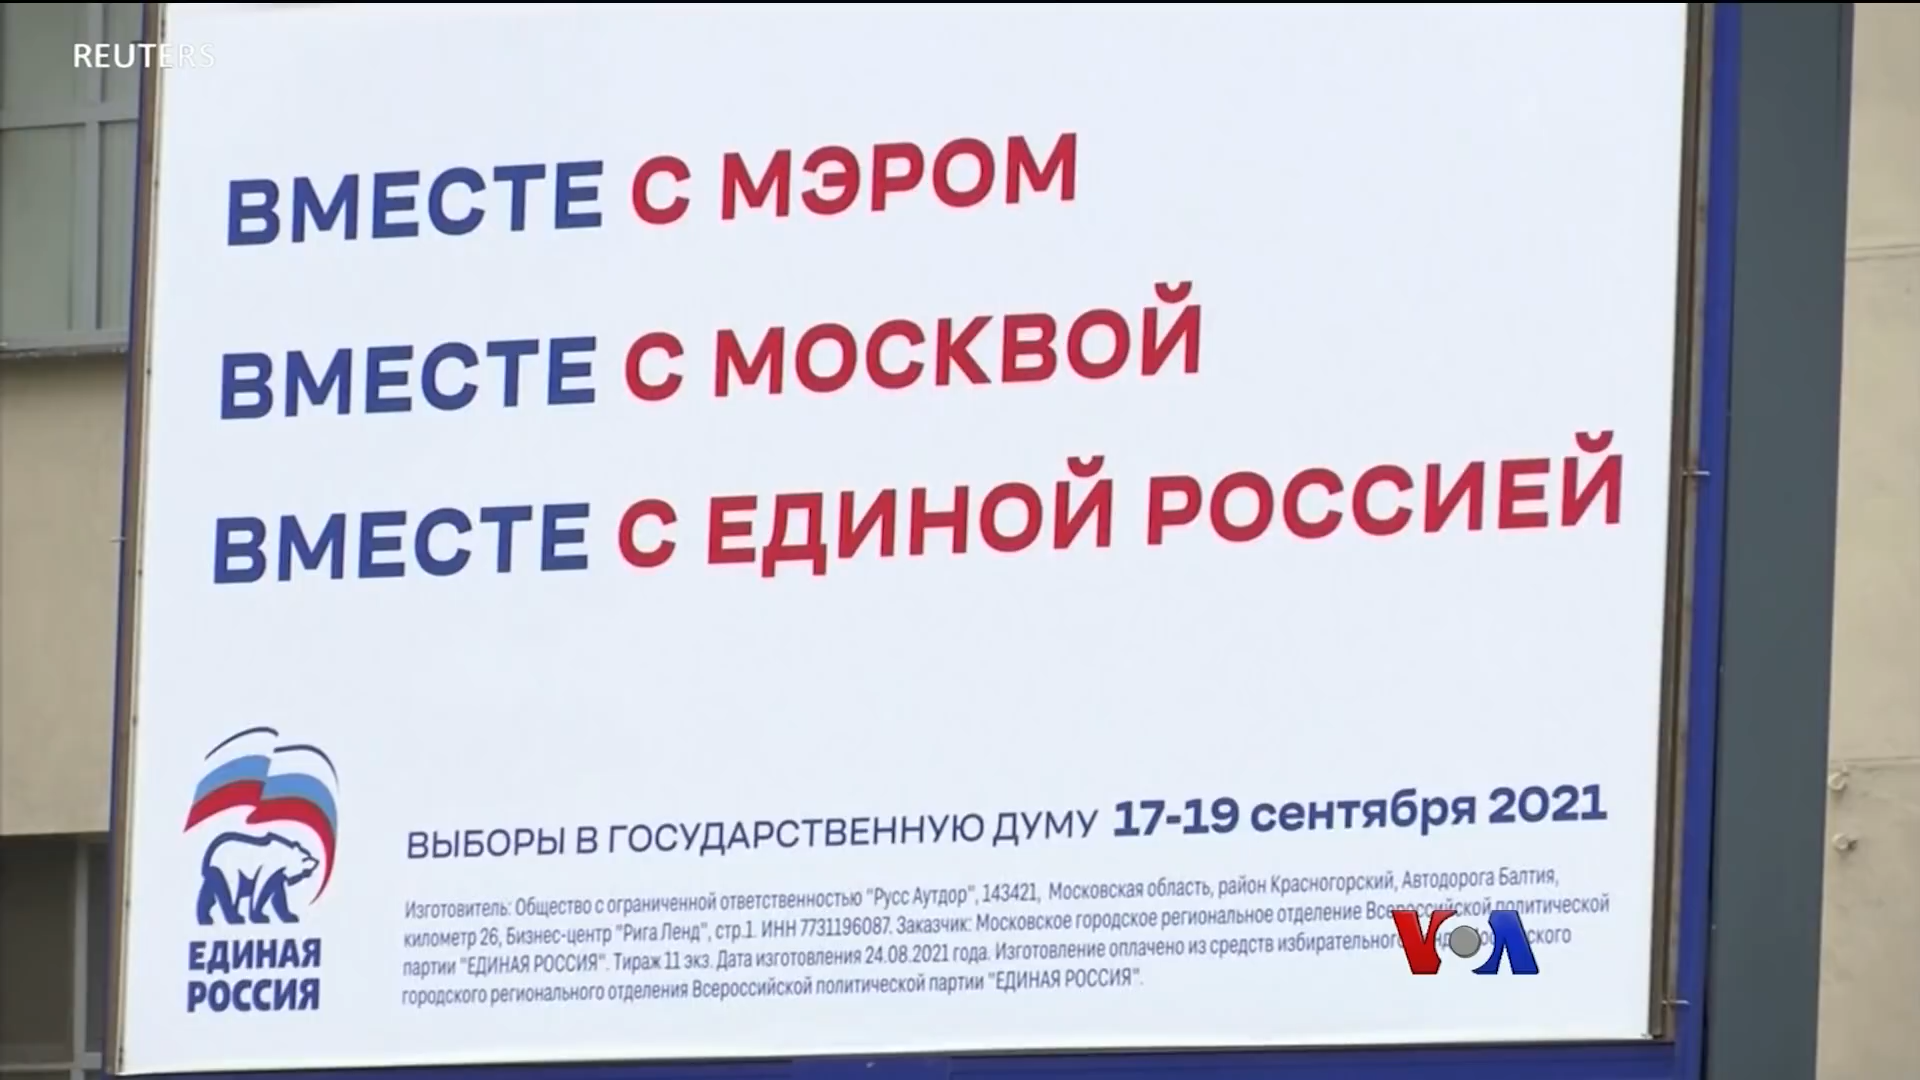 REUTERS
ВМЕСТЕ С МЭРОМ
ВМЕСТЕ С МОСКВОЙ
ВМЕСТЕ С ЕДИНОЙ РОССИЕЙ
ВЫБОРЫ В ГОСУДАРСТВЕННУЮ ДУМУ 17-19 сентября 2021
Изготовитель: Общество с ограниченной ответственностью "Русс Аутдор", 143421, Московская область, район Красногорский, Автодорога Балтия,
километр 26, Бизнес-центр "Рига Ленд", стр.1. ИНН 7731196087. Заказчик: Московское городское региональное отделение Всероссийской политической
партии "ЕДИНАЯ РОССИЯ". Тираж 11 экз. Дата изготовления 24.08.2021 года. Изготовление оплачено из средств избирательного
городского регионального отделения Всероссийской политической партии "ЕДИНАЯ РОССИЯ".
ЕДИНАЯ
РОССИЯ
VOA